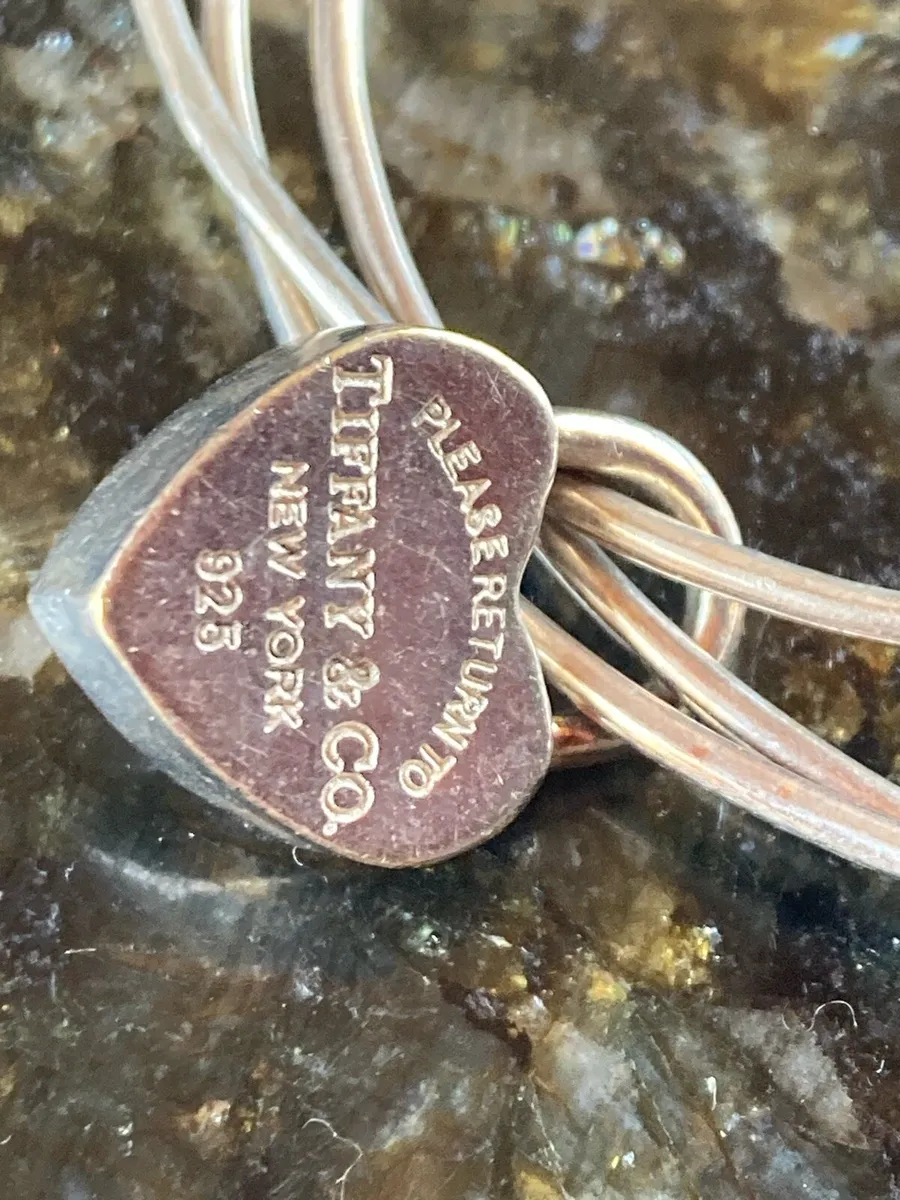 PLEASE RETURN TO
TIFFANY & CO.
NEW YORK
925